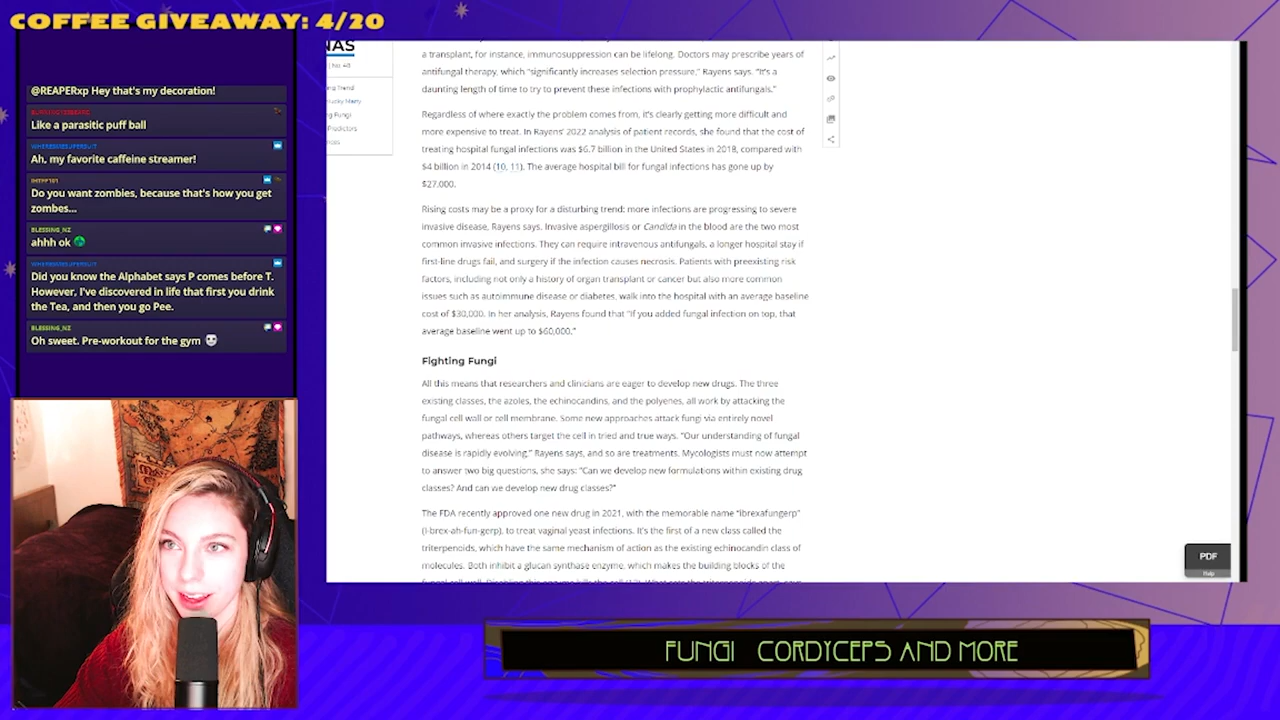 COFFEE GIVEAWAY: 4/20
@REAPERxp Hey that's my decoration!
Like a parasitic puff ball
Ah, my favorite caffeine streamer!
Do you want zombies, because that's how you get
zombes...
BLESSING_NZ
ahhh ok
Did you know the Alphabet says P comes before T.
However, I've discovered in life that first you drink
the Tea, and then you go Pee.
BLESSING_NZ
Oh sweet. Pre-workout for the gym
NAS
a transplant, for instance, immunosuppression can be lifelong. Doctors may prescribe years of
antifungal therapy, which "significantly increases selection pressure," Rayens says. "It's a
daunting length of time to try to prevent these infections with prophylactic antifungals."
Regardless of where exactly the problem comes from, it's clearly getting more difficult and
more expensive to treat. In Rayens' 2022 analysis of patient records, she found that the cost of
treating hospital fungal infections was $6.7 billion in the United States in 2018, compared with
$4 billion in 2014 (10, 11). The average hospital bill for fungal infections has gone up by
$27,000.
Rising costs may be a proxy for a disturbing trend: more infections are progressing to severe
invasive disease, Rayens says. Invasive aspergillosis or Candida in the blood are the two most
common invasive infections. They can require intravenous antifungals, a longer hospital stay if
first-line drugs fail, and surgery if the infection causes necrosis. Patients with preexisting risk
factors, including not only a history of organ transplant or cancer but also more common
issues such as autoimmune disease or diabetes, walk into the hospital with an average baseline
cost of $30,000. In her analysis, Rayens found that "If you added fungal infection on top, that
average baseline went up to $60,000."
Fighting Fungi
All this means that researchers and clinicians are eager to develop new drugs. The three
existing classes, the azoles, the echinocandins, and the polyenes, all work by attacking the
fungal cell wall or cell membrane. Some new approaches attack fungi via entirely novel
pathways, whereas others target the cell in tried and true ways. "Our understanding of fungal
disease is rapidly evolving," Rayens says, and so are treatments. Mycologists must now attempt
to answer two big questions, she says: "Can we develop new formulations within existing drug
classes? And can we develop new drug classes?"
The FDA recently approved one new drug in 2021, with the memorable name "ibrexafungerp"
(I-brex-ah-fun-gerp), to treat vaginal yeast infections. It's the first of a new class called the
triterpenoids, which have the same mechanism of action as the existing echinocandin class of
molecules. Both inhibit a glucan synthase enzyme, which makes the building blocks of the
PDF
Help
FUNGI CORDYCEPS AND MORE